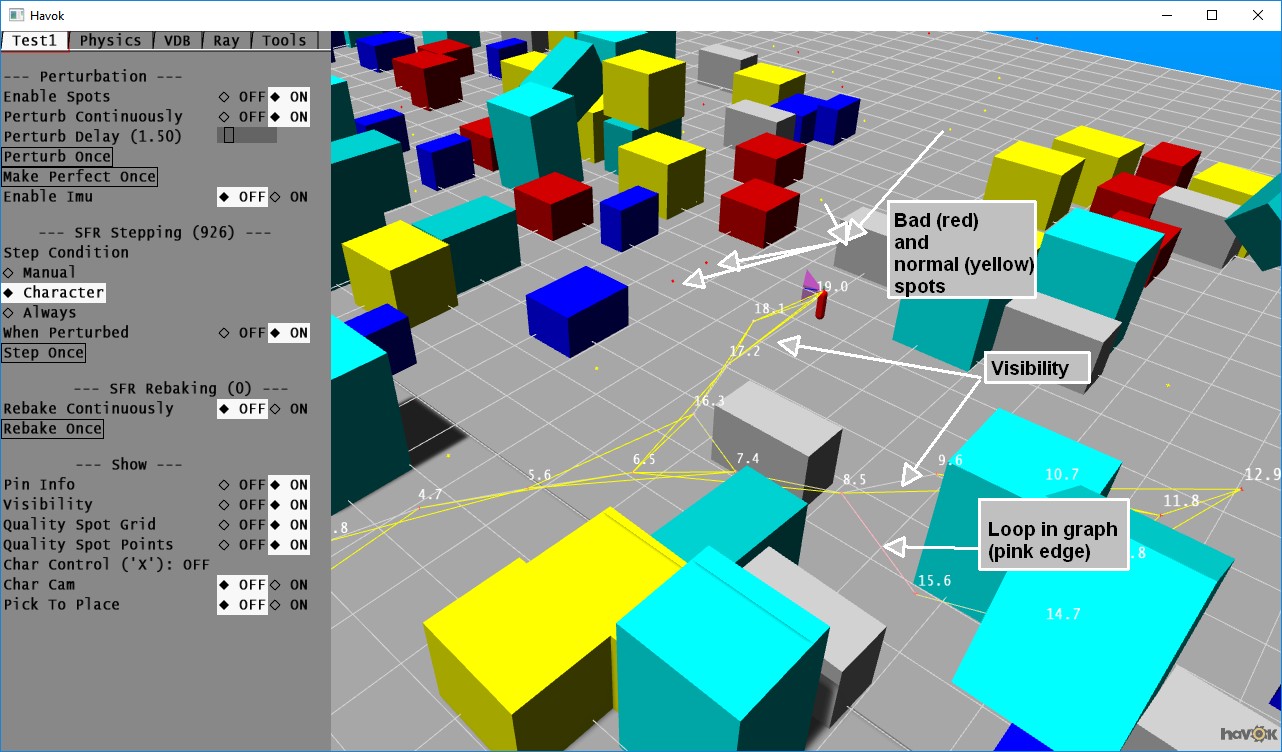 Havok
Test1 Physics VDB Ray Tools
--- Perturbation ---
Enable Spots OFF ON
Perturb Continuously OFF ON
Perturb Delay (1.50)
Perturb Once
Make Perfect Once
Enable Imu OFF ON
--- SFR Stepping (926) ---
Step Condition
Manual
Character
Always
When Perturbed OFF ON
Step Once
--- SFR Rebaking (0) ---
Rebake Continuously OFF ON
Rebake Once
--- Show ---
Pin Info OFF ON
Visibility OFF ON
Quality Spot Grid OFF ON
Quality Spot Points OFF ON
Char Control ('X'): OFF
Char Cam OFF ON
Pick To Place OFF ON
Bad (red)
and
normal (yellow)
spots
19.0
18.1
17.2
Visibility
16.3
7.4
6.5
5.6
4.7
.8
8.5
9.6
10.7
12.9
11.8
Loop in graph
(pink edge)
.8
15.6
14.7
havok